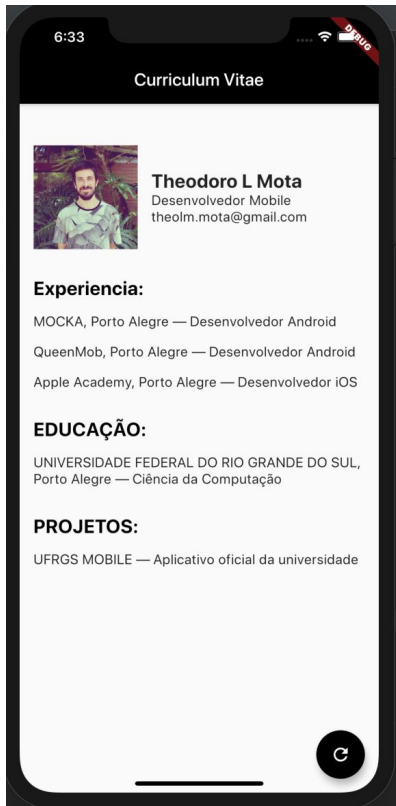 6:33
DEBUG
Curriculum Vitae
Theodoro L Mota
Desenvolvedor Mobile
theolm.mota@gmail.com
Experiencia:
MOCKA, Porto Alegre — Desenvolvedor Android
QueenMob, Porto Alegre — Desenvolvedor Android
Apple Academy, Porto Alegre — Desenvolvedor iOS
EDUCAÇÃO:
UNIVERSIDADE FEDERAL DO RIO GRANDE DO SUL,
Porto Alegre — Ciência da Computação
PROJETOS:
UFRGS MOBILE — Aplicativo oficial da universidade